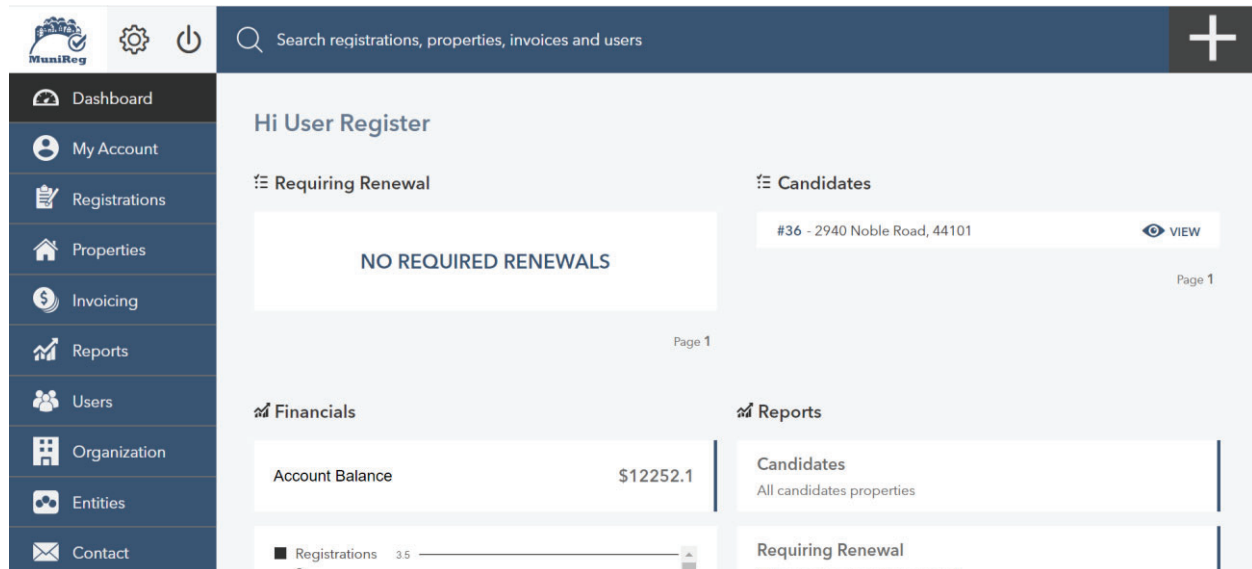 MuniReg
Search registrations, properties, invoices and users
Dashboard
My Account
Registrations
Properties
Invoicing
Reports
Users
Organization
Entities
Contact
Hi User Register
Requiring Renewal
NO REQUIRED RENEWALS
Page 1
Candidates
#36 - 2940 Noble Road, 44101 VIEW
Page 1
Financials
Account Balance $12252.1
Registrations 3.5
Reports
Candidates
All candidates properties
Requiring Renewal